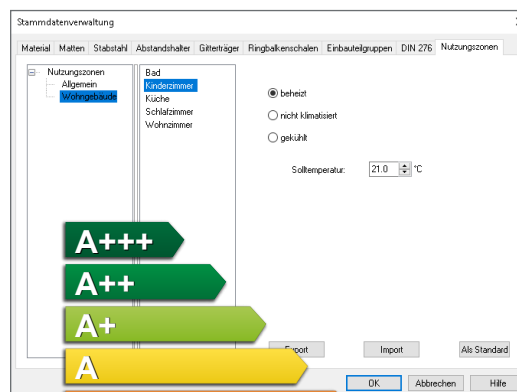 Stammdatenverwaltung
Material Matten Stabstahl Abstandshalter Gitterträger Ringbalkenschalen Einbauteilgruppen DIN 276 Nutzungszonen
Nutzungszonen
Allgemein
Wohngebäude
Bad
Kinderzimmer
Küche
Schlafzimmer
Wohnzimmer
beheizt
nicht klimatisiert
gekühlt
Solltemperatur: 21.0 °C
A+++
A++
A+
A
Export Import Als Standard
OK Abbrechen Hilfe